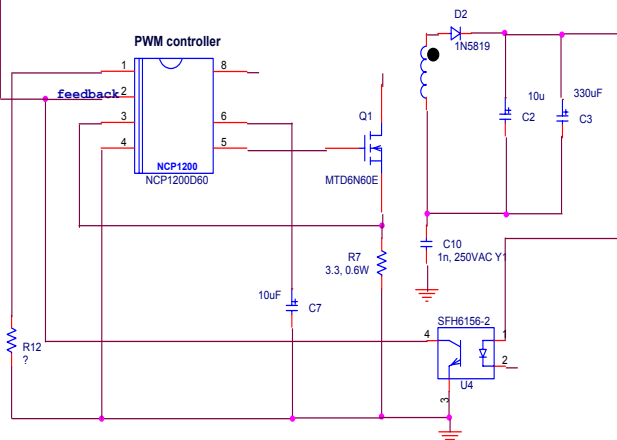 D2
1N5819
PWM controller
1
8
feedback
2
3
6
4
5
NCP1200
NCP1200D60
Q1
MTD6N60E
10u
C2
330uF
C3
C10
1n, 250VAC Y1
R7
3.3, 0.6W
10uF
C7
R12
?
SFH6156-2
4
1
2
3
U4